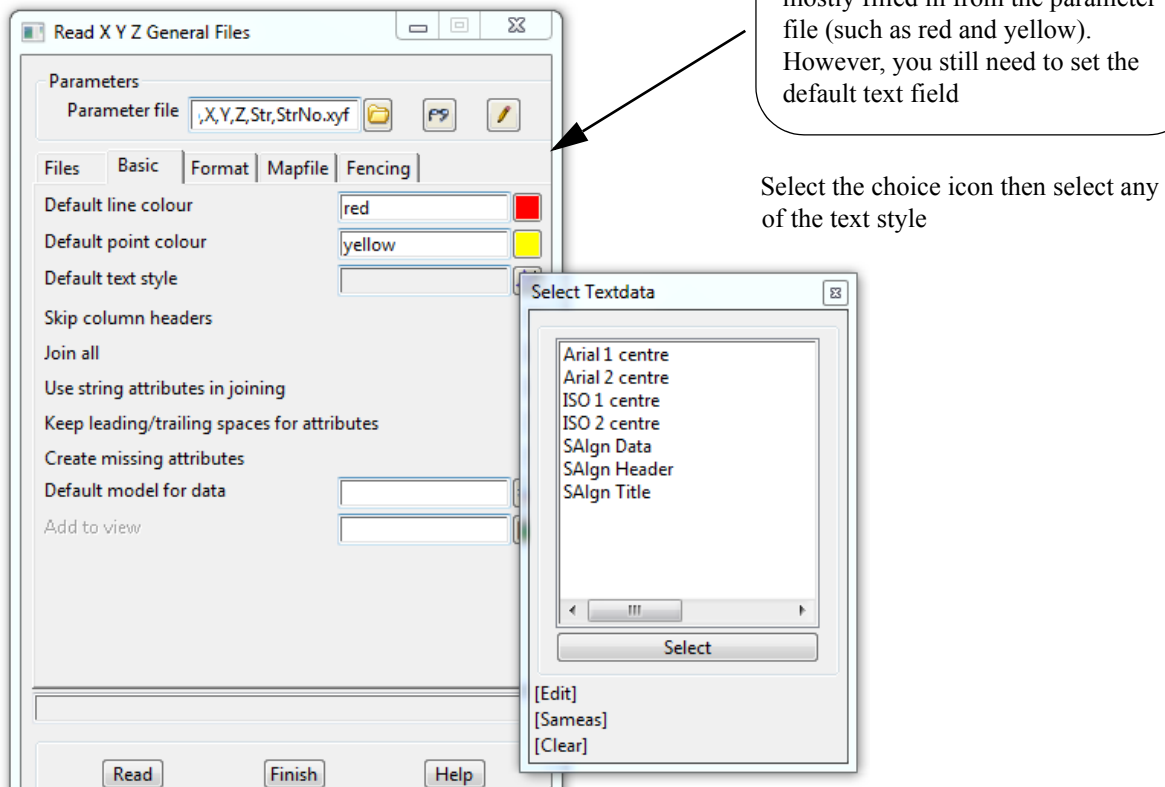 mostly filled in from the parameter
file (such as red and yellow).
However, you still need to set the
default text field
Select the choice icon then select any
of the text style
Read X Y Z General Files
Parameters
Parameter file ,X,Y,Z,Str,StrNo.xyf
Files Basic Format Mapfile Fencing
Default line colour red
Default point colour yellow
Default text style
Skip column headers
Join all
Use string attributes in joining
Keep leading/trailing spaces for attributes
Create missing attributes
Default model for data
Add to view
Read Finish Help
Select Textdata
Arial 1 centre
Arial 2 centre
ISO 1 centre
ISO 2 centre
SAlgn Data
SAlgn Header
SAlgn Title
Select
[Edit]
[Sameas]
[Clear]